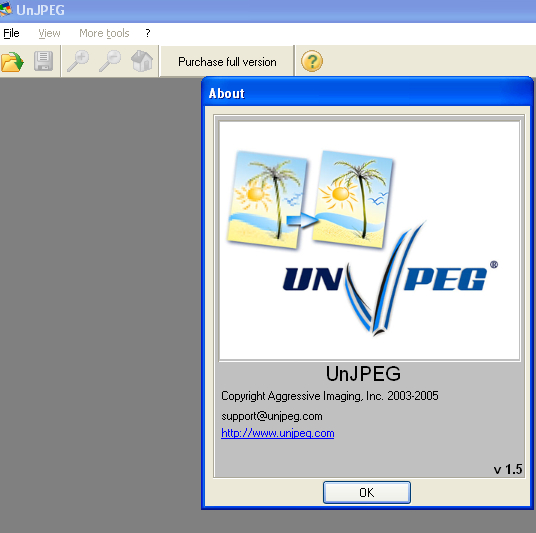 UnJPEG
File View More tools ?
Purchase full version ?
About
UNJPEG®
UnJPEG
Copyright Aggressive Imaging, Inc. 2003-2005
support@unjpeg.com
http://www.unjpeg.com
v 1.5
OK